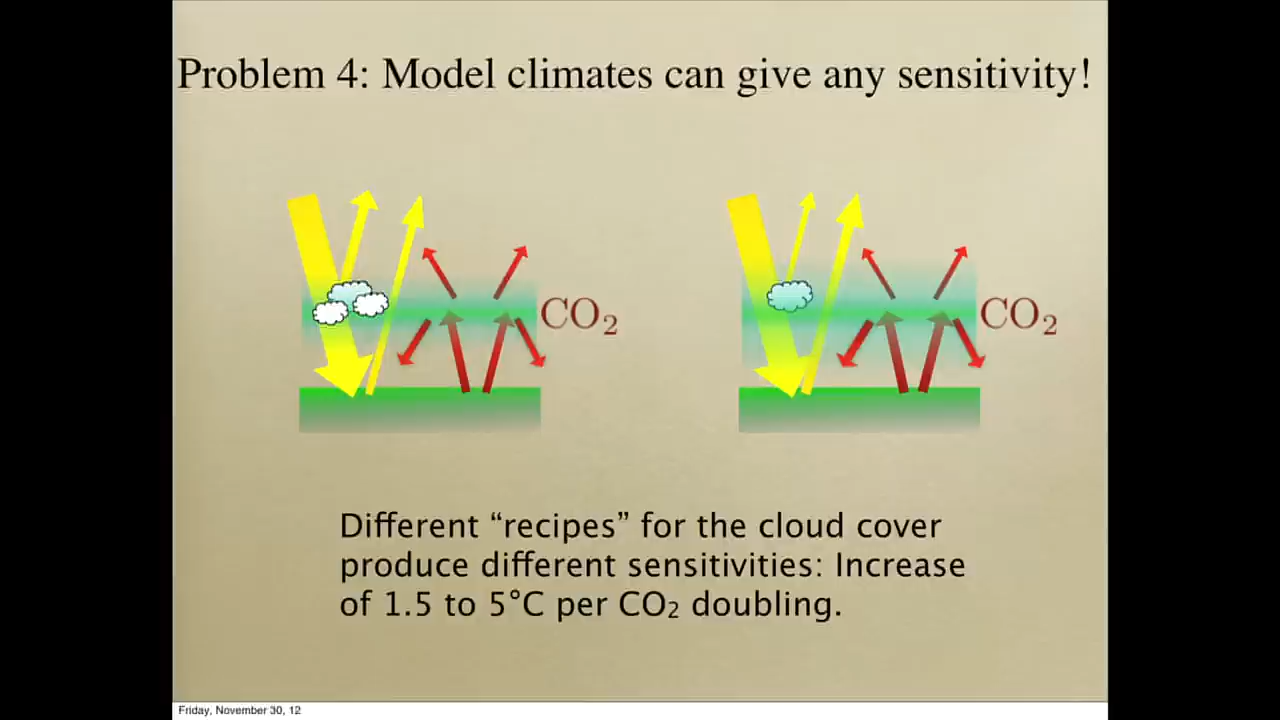 Problem 4: Model climates can give any sensitivity!
CO₂
CO₂
Different “recipes” for the cloud cover
produce different sensitivities: Increase
of 1.5 to 5°C per CO₂ doubling.
Friday, November 30, 12